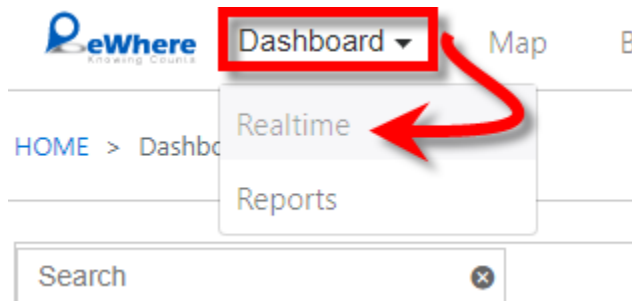 eWhere Dashboard Map
Knowing Counts
Realtime
HOME > Dashbo
Reports
Search